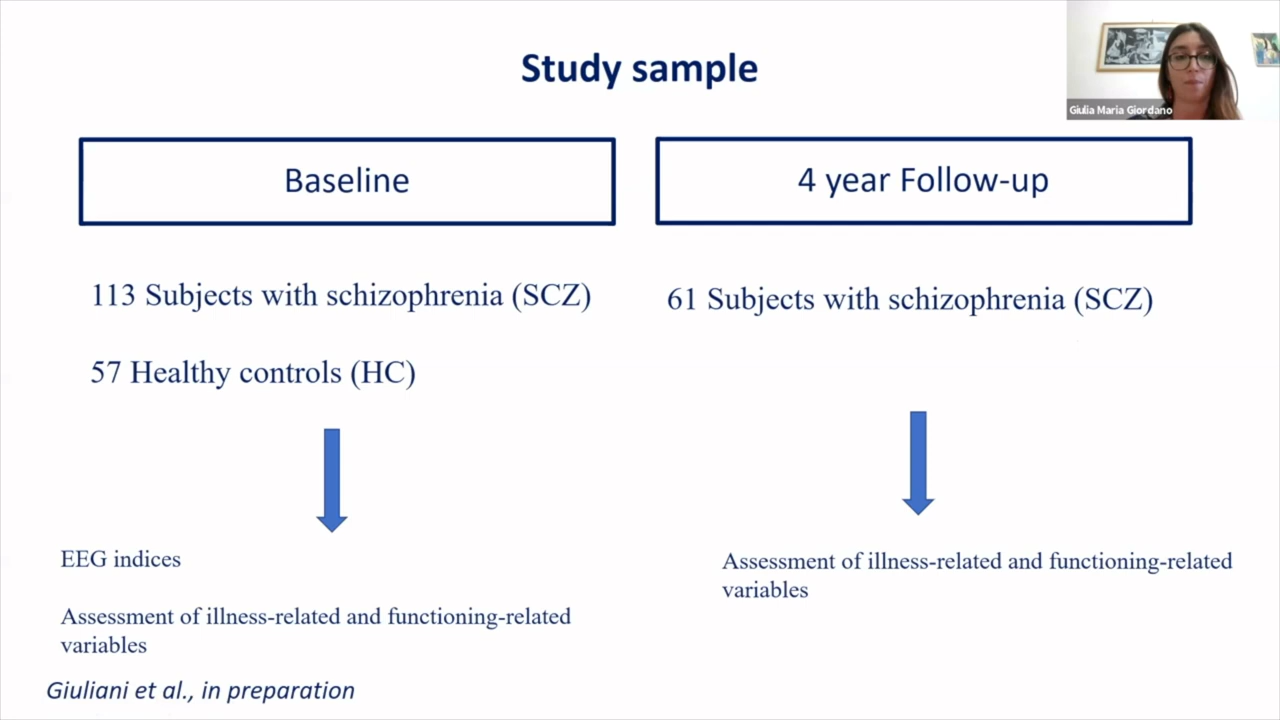 Study sample
Giulia Maria Giordano
Baseline
4 year Follow-up
113 Subjects with schizophrenia (SCZ)
57 Healthy controls (HC)
61 Subjects with schizophrenia (SCZ)
EEG indices
Assessment of illness-related and functioning-related
variables
Assessment of illness-related and functioning-related
variables
Giuliani et al., in preparation